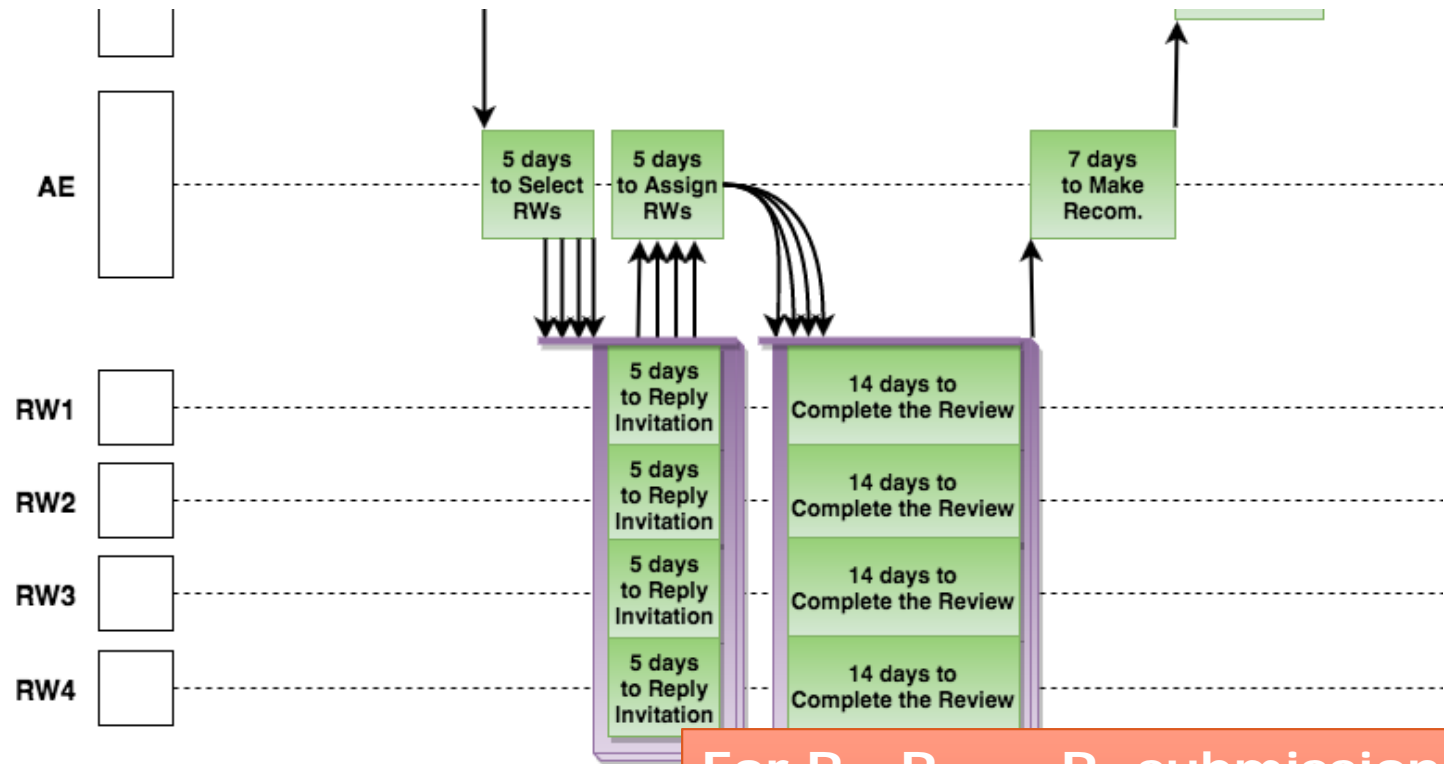 AE
5 days
to Select
RWs
5 days
to Assign
RWs
7 days
to Make
Recom.
RW1
5 days
to Reply
Invitation
14 days to
Complete the Review
RW2
5 days
to Reply
Invitation
14 days to
Complete the Review
RW3
5 days
to Reply
Invitation
14 days to
Complete the Review
RW4
5 days
to Reply
Invitation
14 days to
Complete the Review
For submission